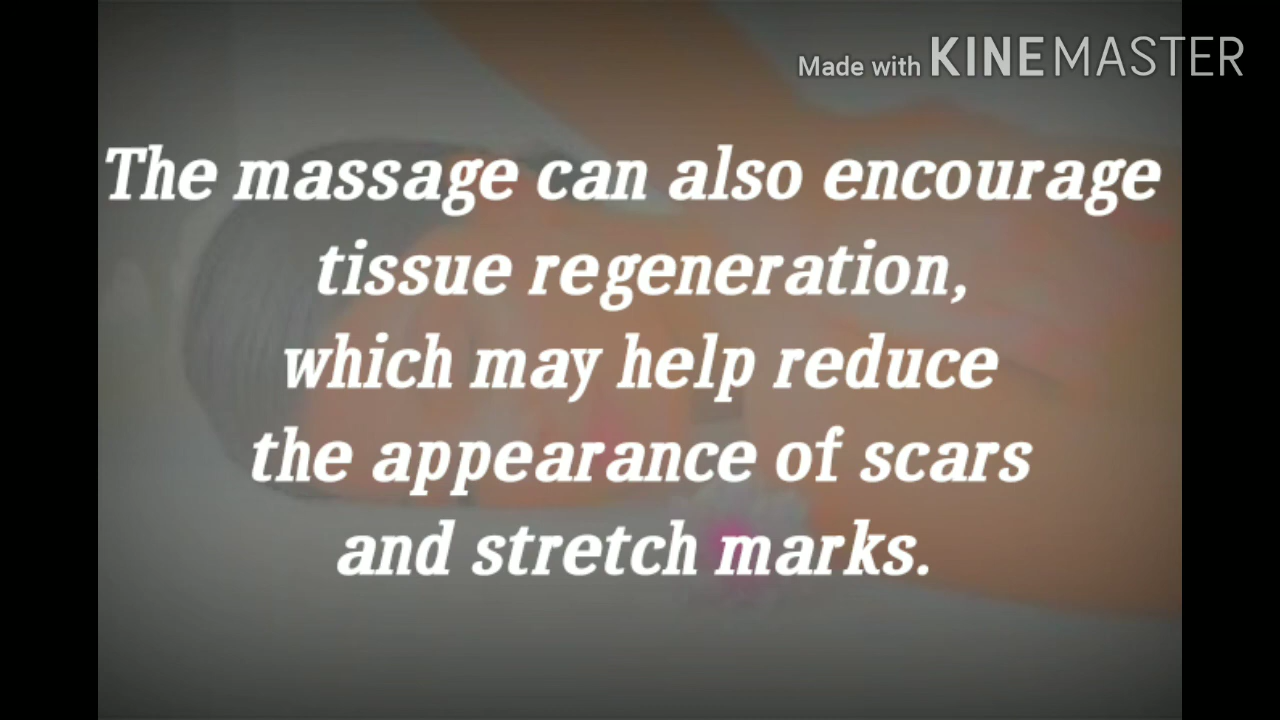 Made with KINEMASTER
The massage can also encourage
tissue regeneration,
which may help reduce
the appearance of scars
and stretch marks.